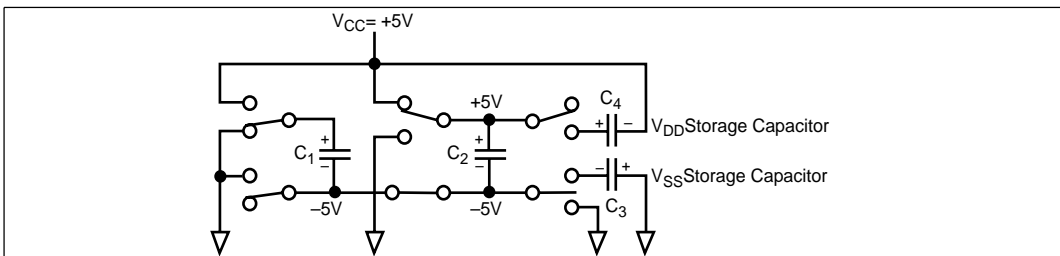 VCC= +5V
+5V
C4
+
–
VDDStorage Capacitor
+
C1
–
+
C2
–
–
+
VSSStorage Capacitor
C3
–5V
–5V